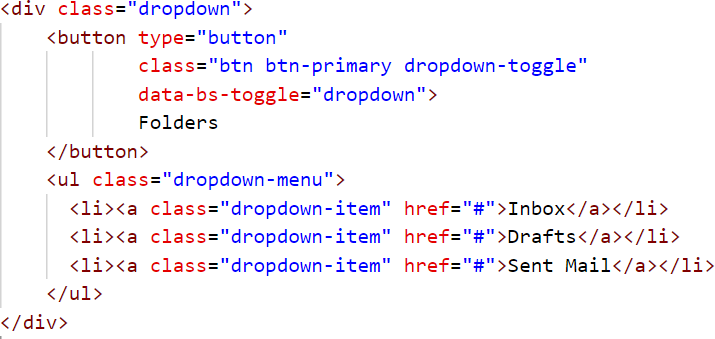 <div class="dropdown">
    <button type="button"
            class="btn btn-primary dropdown-toggle"
            data-bs-toggle="dropdown">
            Folders
    </button>
    <ul class="dropdown-menu">
      <li><a class="dropdown-item" href="#">Inbox</a></li>
      <li><a class="dropdown-item" href="#">Drafts</a></li>
      <li><a class="dropdown-item" href="#">Sent Mail</a></li>
    </ul>
</div>